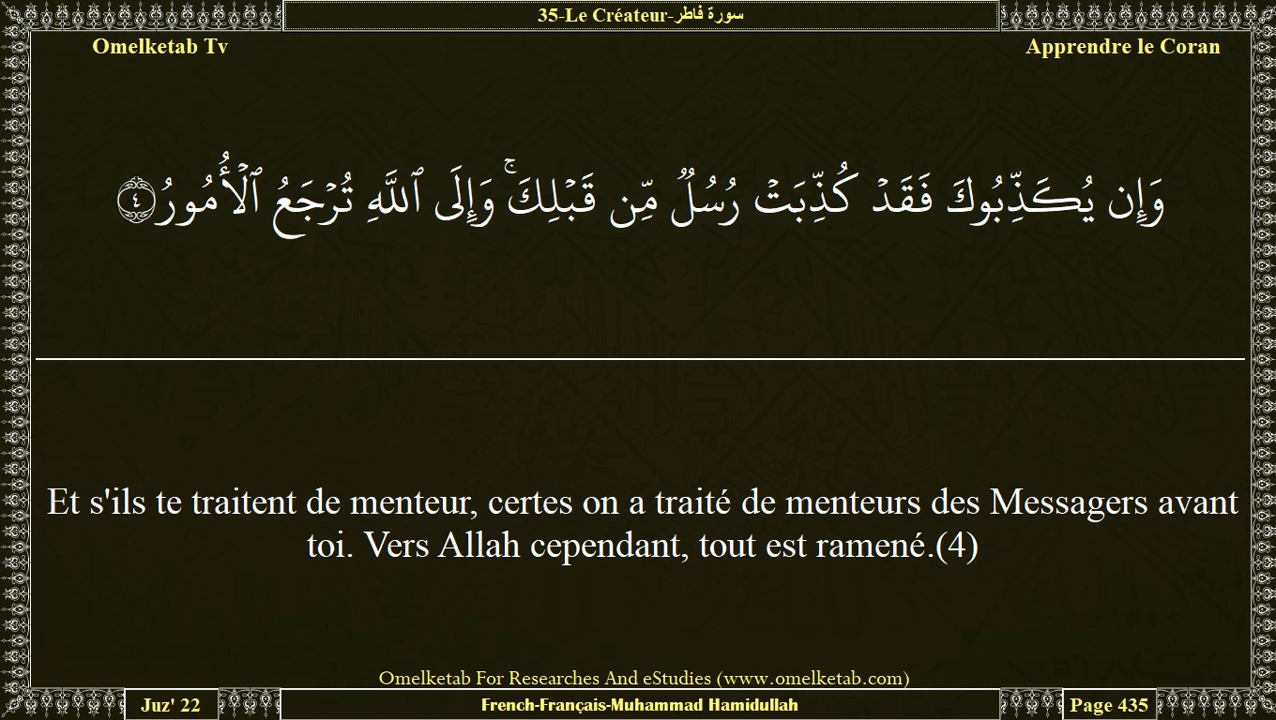 35-Le Créateur-سورة فاطر
Omelketab Tv
Apprendre le Coran
وَإِن يُكَذِّبُوكَ فَقَدۡ كُذِّبَتۡ رُسُلٞ مِّن قَبۡلِكَۚ وَإِلَى ٱللَّهِ تُرۡجَعُ ٱلۡأُمُورُ ٤
Et s'ils te traitent de menteur, certes on a traité de menteurs des Messagers avant
toi. Vers Allah cependant, tout est ramené.(4)
Omelketab For Researches And eStudies (www.omelketab.com)
Juz' 22
French-Français-Muhammad Hamidullah
Page 435